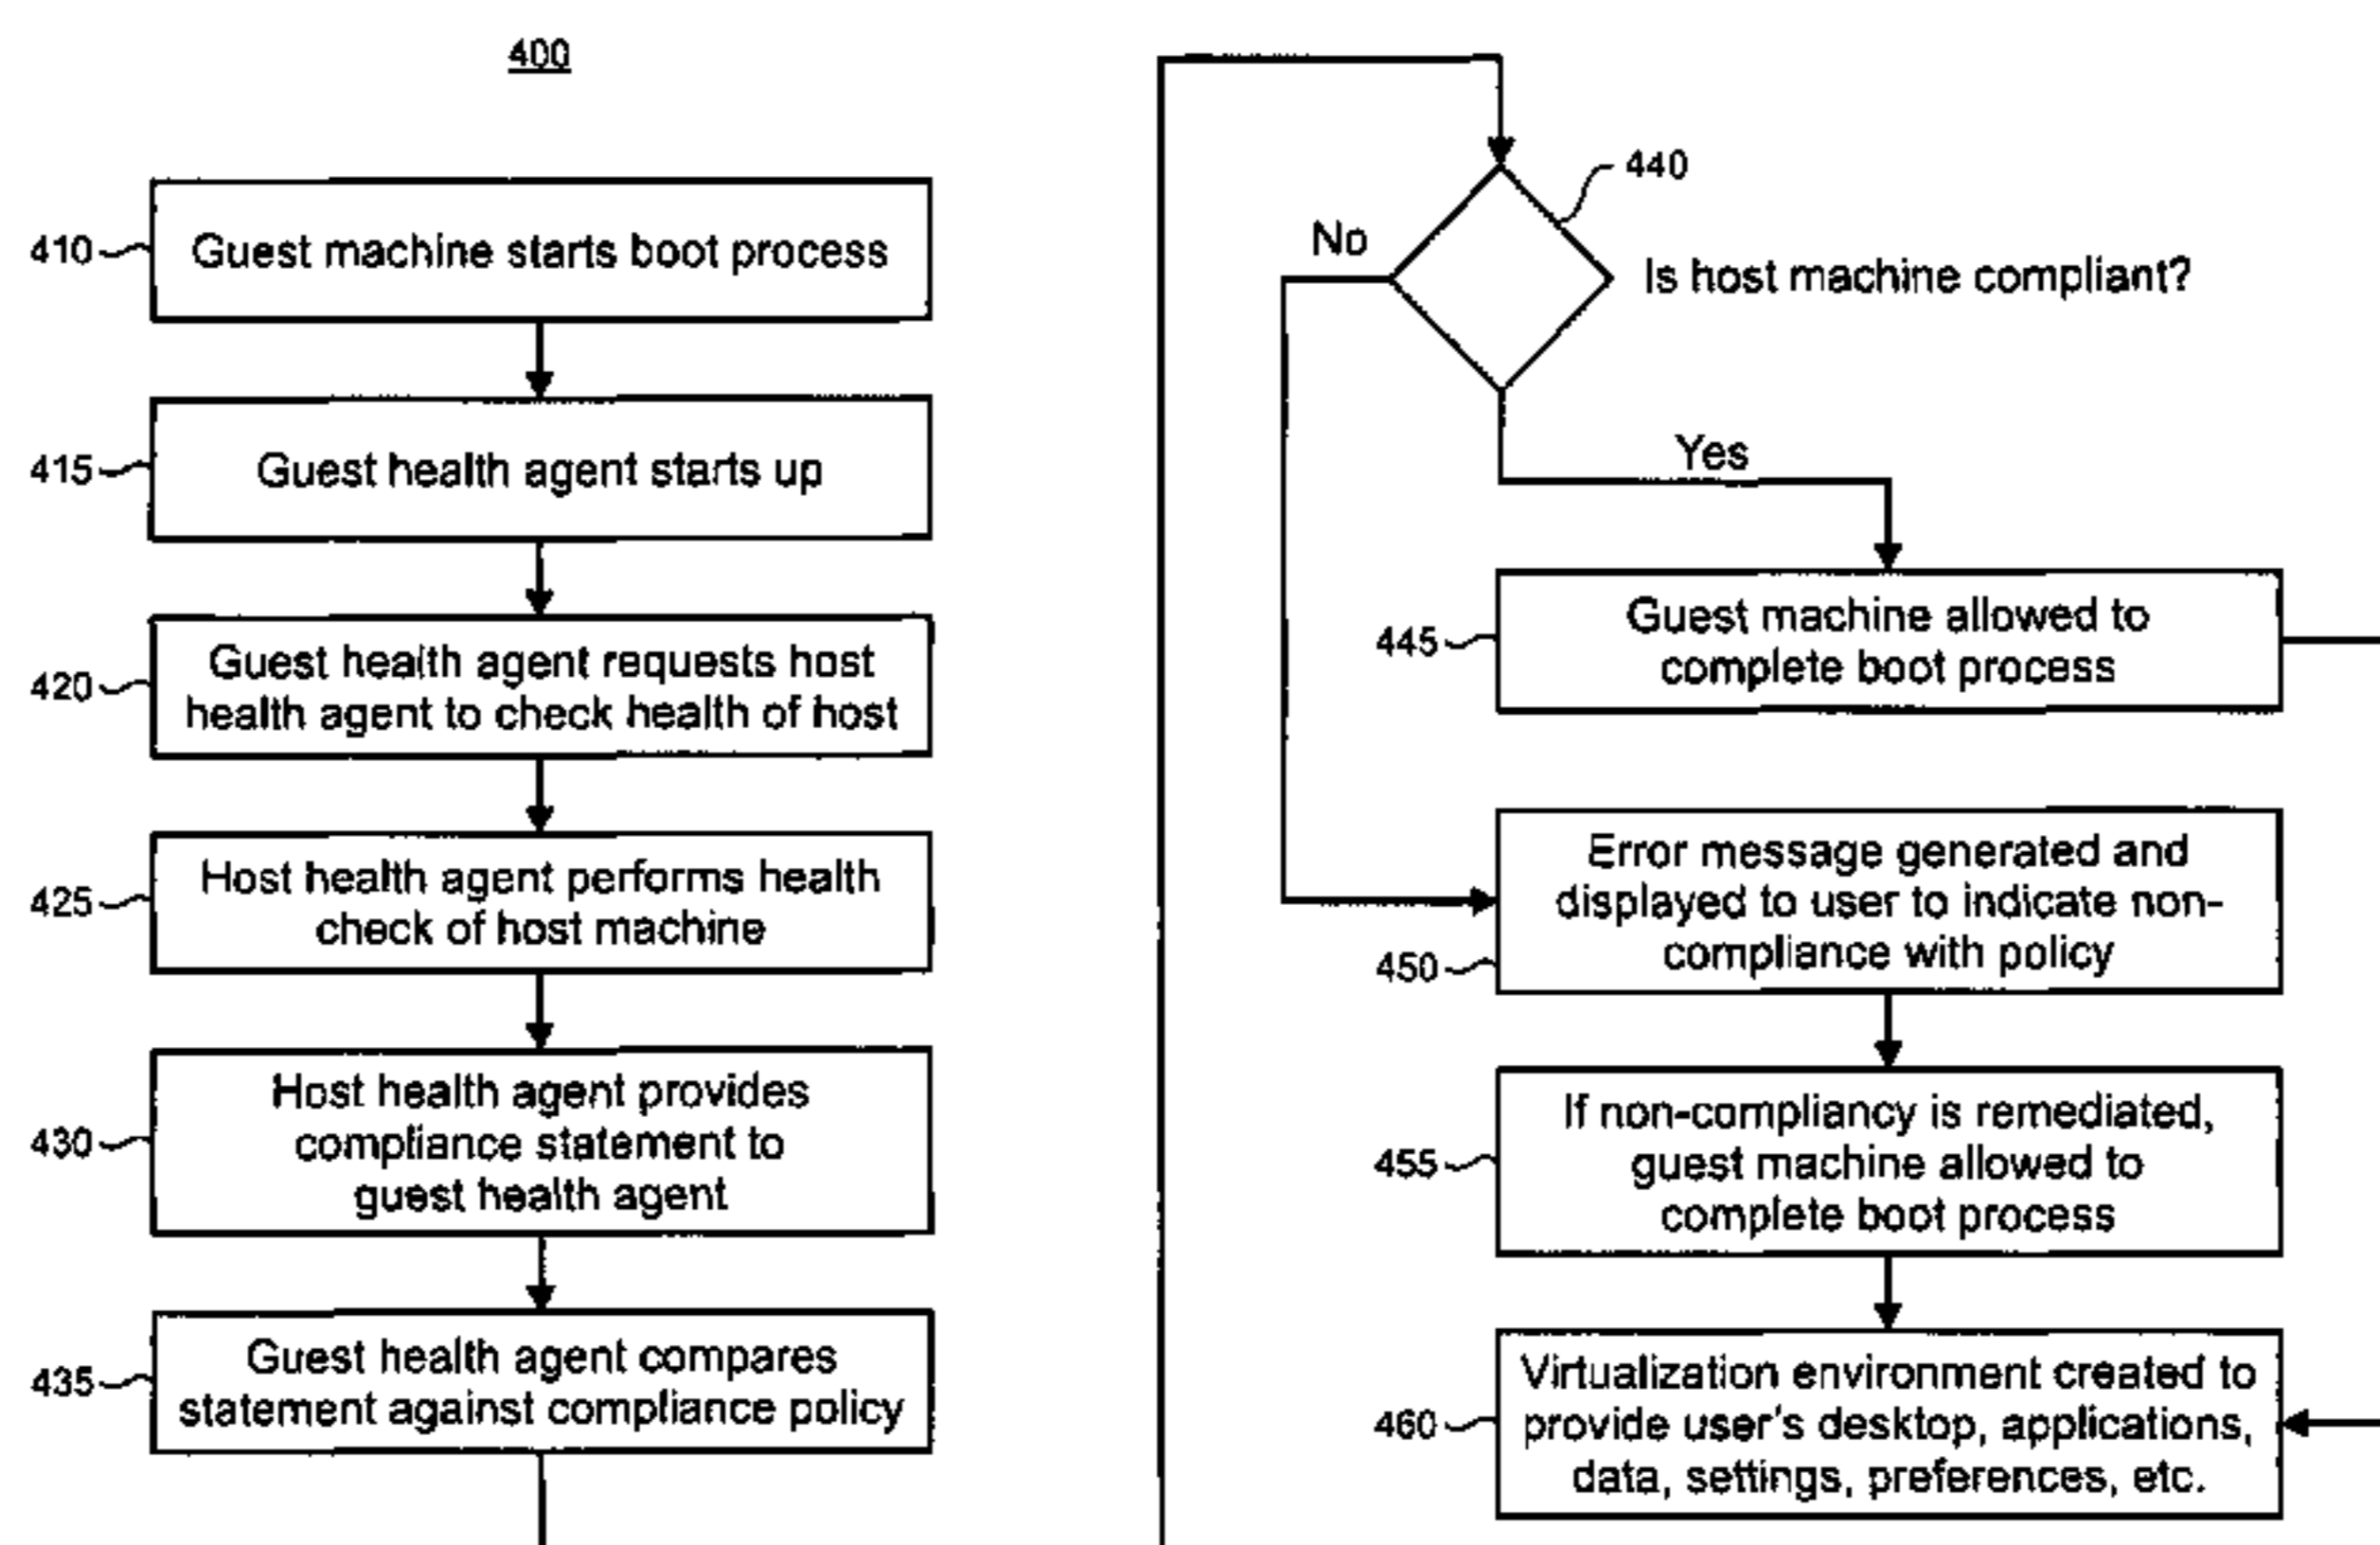 400
410
Guest machine starts boot process
415
Guest health agent starts up
420
Guest health agent requests host
health agent to check health of host
425
Host health agent performs health
check of host machine
430
Host health agent provides
compliance statement to
guest health agent
435
Guest health agent compares
statement against compliance policy
440
No
Is host machine compliant?
Yes
445
Guest machine allowed to
complete boot process
450
Error message generated and
displayed to user to indicate non-
compliance with policy
455
If non-compliancy is remediated,
guest machine allowed to
complete boot process
460
Virtualization environment created to
provide user's desktop, applications,
data, settings, preferences, etc.